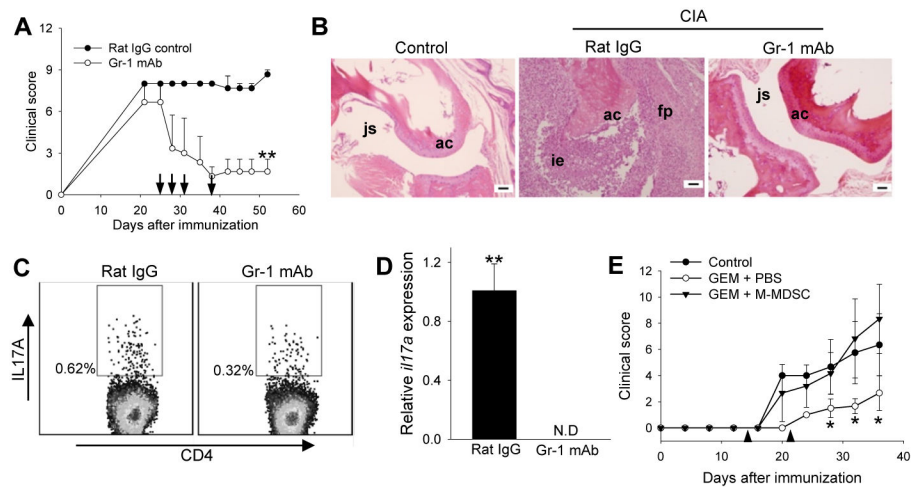 A
Rat IgG control
Gr-1 mAb
Clinical score
12
9
6
3
0
**
0 10 20 30 40 50 60
Days after immunization
B
CIA
Control
Rat IgG
Gr-1 mAb
js
ac
ac
fp
ie
js
ac
C
Rat IgG
Gr-1 mAb
IL17A
0.62%
0.32%
CD4
D
Relative il17a expression
1.2
0.8
0.4
0.0
**
N.D
Rat IgG
Gr-1 mAb
E
Control
GEM + PBS
GEM + M-MDSC
Clinical score
12
10
8
6
4
2
0
* * *
0 10 20 30 40
Days after immunization